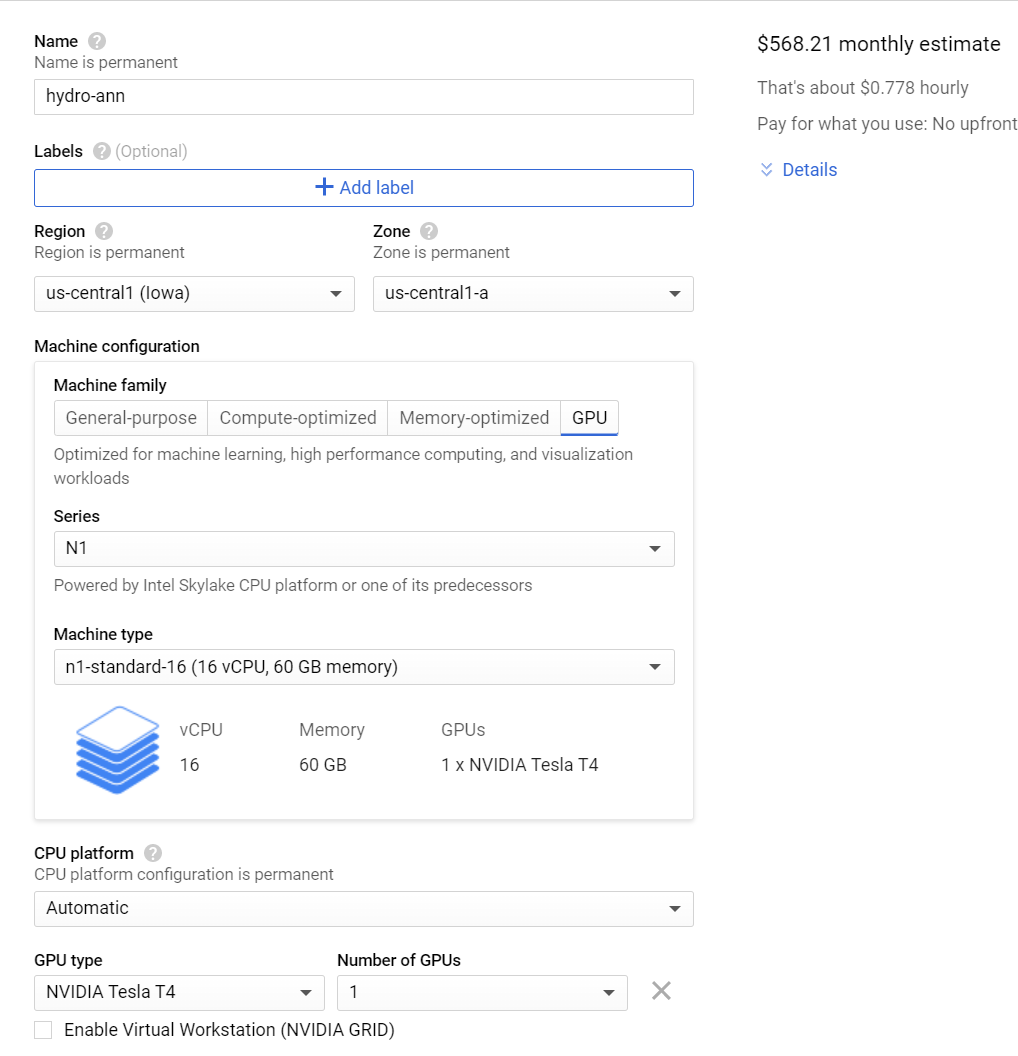 Name ?
Name is permanent
hydro-ann
Labels ? (Optional)
+ Add label
Region ?
Region is permanent
us-central1 (Iowa)
Zone ?
Zone is permanent
us-central1-a
Machine configuration
Machine family
General-purpose
Compute-optimized
Memory-optimized
GPU
Optimized for machine learning, high performance computing, and visualization
workloads
Series
N1
Powered by Intel Skylake CPU platform or one of its predecessors
Machine type
n1-standard-16 (16 vCPU, 60 GB memory)
vCPU
16
Memory
60 GB
GPUs
1 x NVIDIA Tesla T4
CPU platform ?
CPU platform configuration is permanent
Automatic
GPU type
NVIDIA Tesla T4
Number of GPUs
1
Enable Virtual Workstation (NVIDIA GRID)
$568.21 monthly estimate
That's about $0.778 hourly
Pay for what you use: No upfront
Details